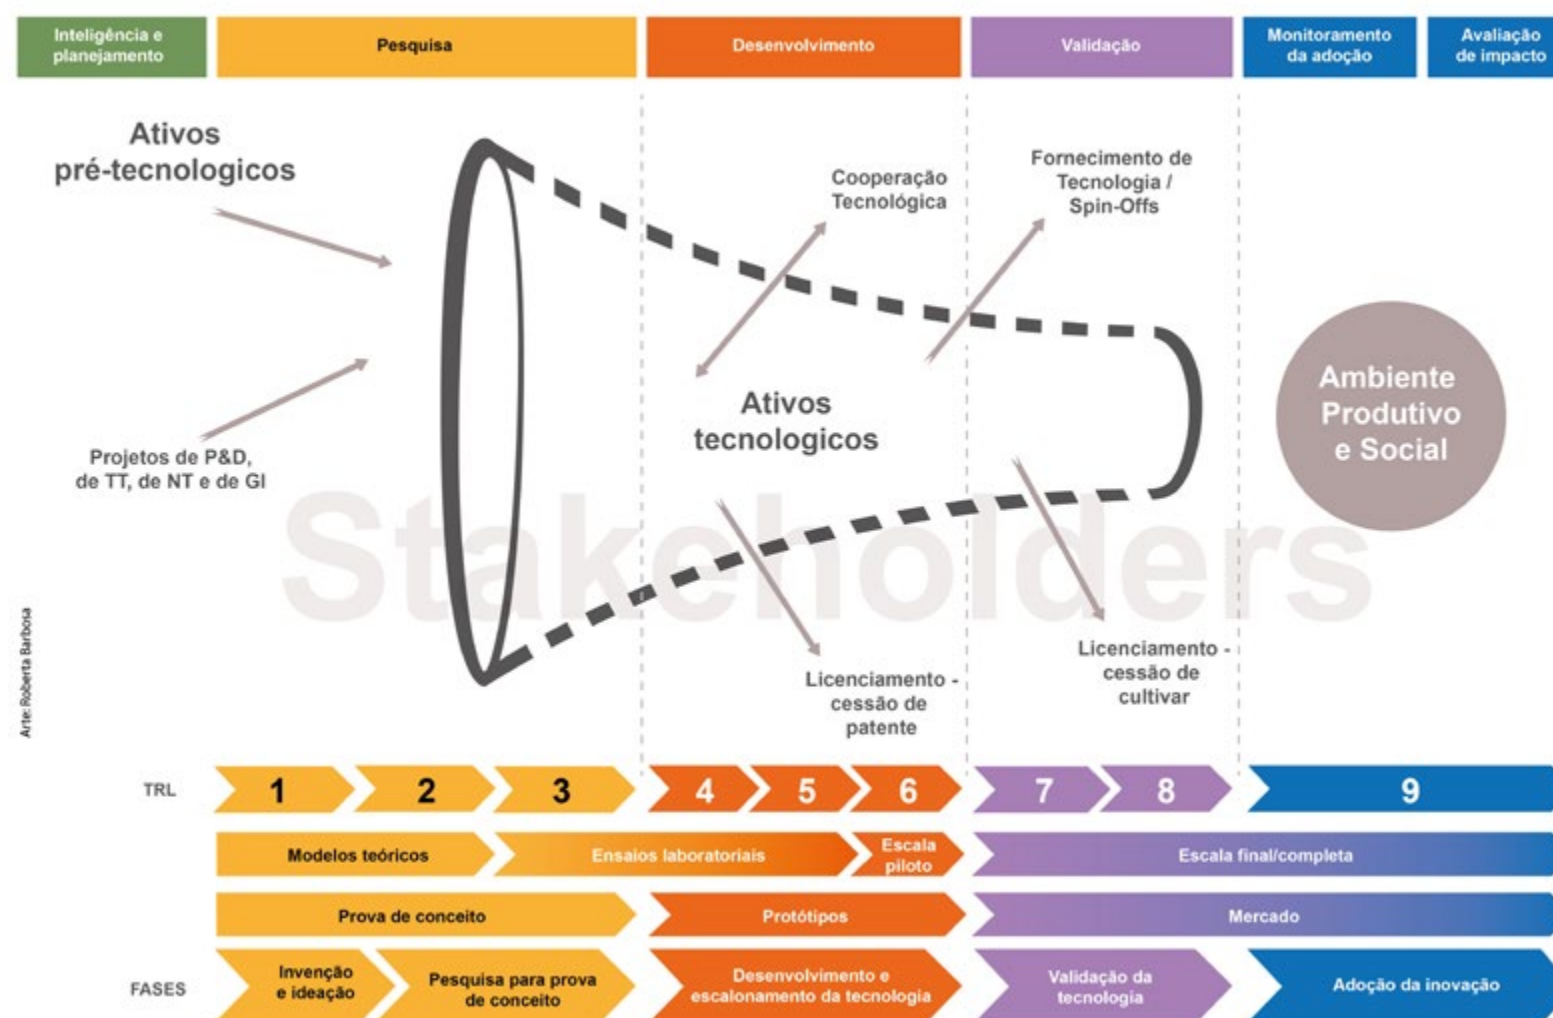 Inteligência e
planejamento
Pesquisa
Desenvolvimento
Validação
Monitoramento
da adoção
Avaliação
de impacto
Ativos
pré-tecnologicos
Cooperação
Tecnológica
Fornecimento de
Tecnologia /
Spin-Offs
Ativos
tecnologicos
Ambiente
Produtivo
e Social
Projetos de P&D,
de TT, de NT e de GI
Stakeholders
Licenciamento -
cessão de
patente
Licenciamento -
cessão de
cultivar
Arte: Roberta Barbosa
TRL
1
2
3
4
5
6
7
8
9
Modelos teóricos
Ensaios laboratoriais
Escala
piloto
Escala final/completa
Prova de conceito
Protótipos
Mercado
FASES
Invenção
e ideação
Pesquisa para prova
de conceito
Desenvolvimento e
escalonamento da tecnologia
Validação da
tecnologia
Adoção da inovação